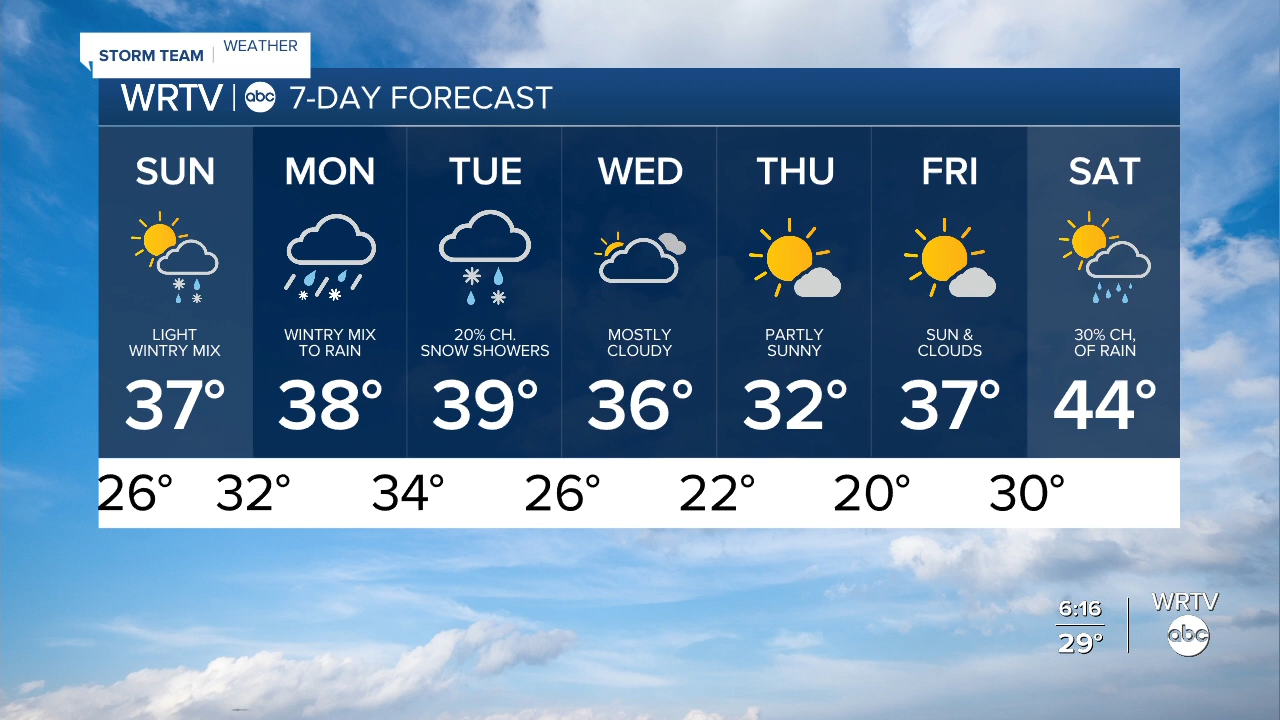 STORM TEAM | WEATHER
WRTV | abc 7-DAY FORECAST
SUN
LIGHT
WINTRY MIX
37°
MON
WINTRY MIX
TO RAIN
38°
TUE
20% CH.
SNOW SHOWERS
39°
WED
MOSTLY
CLOUDY
36°
THU
PARTLY
SUNNY
32°
FRI
SUN &
CLOUDS
37°
SAT
30% CH,
OF RAIN
44°
26° 32° 34° 26° 22° 20° 30°
6:16
29°
WRTV
abc